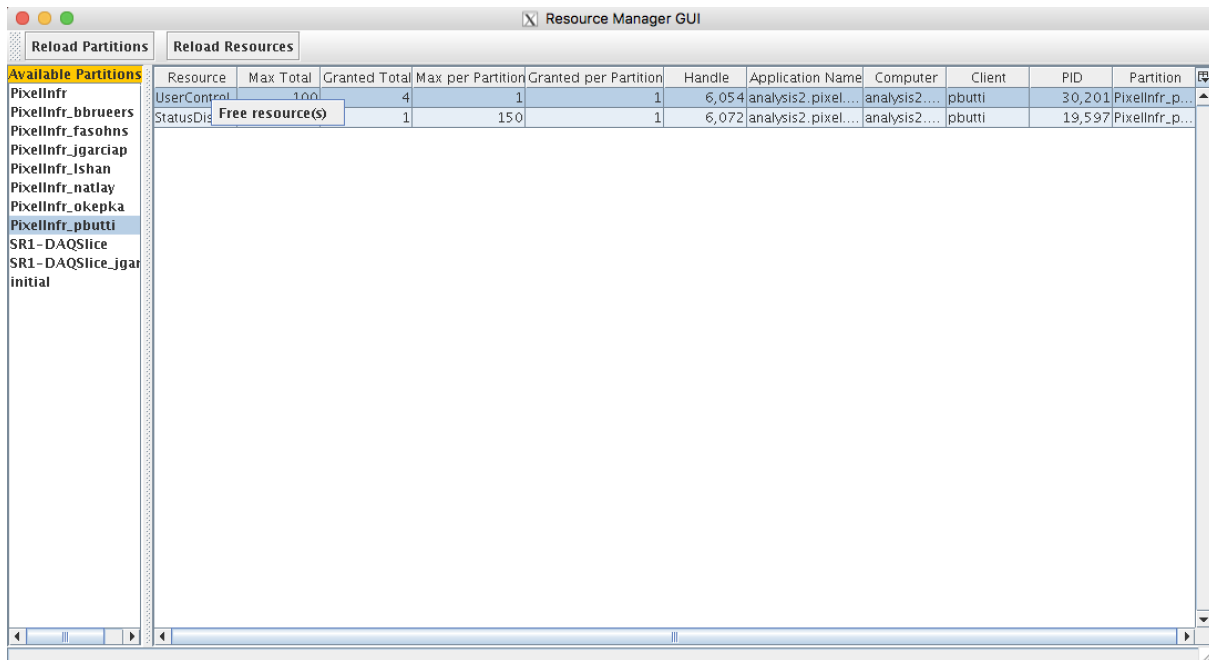 Resource Manager GUI
Reload Partitions Reload Resources
Available Partitions
PixelInfr
PixelInfr_bbrueers
PixelInfr_fasohns
PixelInfr_jgarciap
PixelInfr_lshan
PixelInfr_natlay
PixelInfr_okepka
PixelInfr_pbutti
SR1-DAQSlice
SR1-DAQSlice_jgar
initial
Resource Max Total Granted Total Max per Partition Granted per Partition Handle Application Name Computer Client PID Partition
UserControl 100 4 1 1 6,054 analysis2.pixel.... analysis2.... pbutti 30,201 PixelInfr_p...
StatusDis 1 150 1 6,072 analysis2.pixel.... analysis2.... pbutti 19,597 PixelInfr_p...
Free resource(s)